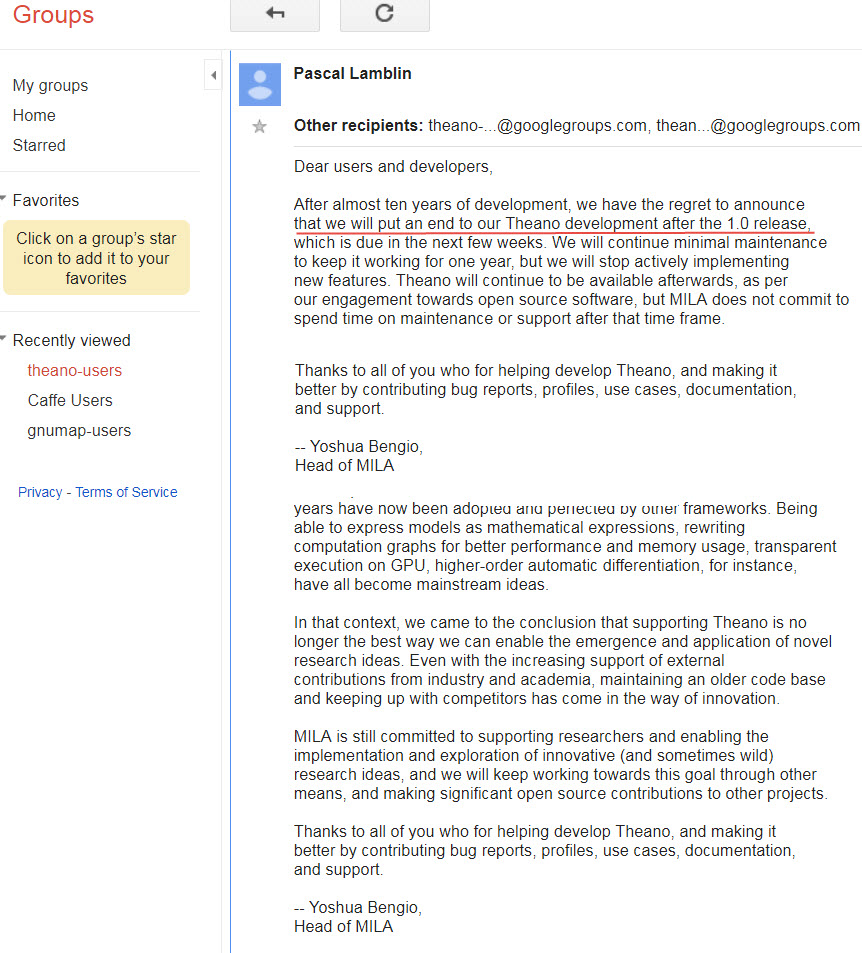 Groups
My groups
Home
Starred
Favorites
Click on a group's star
icon to add it to your
favorites
Recently viewed
theano-users
Caffe Users
gnumap-users
Privacy - Terms of Service
Pascal Lamblin
Other recipients: theano-...@googlegroups.com, thean...@googlegroups.com
Dear users and developers,
After almost ten years of development, we have the regret to announce
that we will put an end to our Theano development after the 1.0 release,
which is due in the next few weeks. We will continue minimal maintenance
to keep it working for one year, but we will stop actively implementing
new features. Theano will continue to be available afterwards, as per
our engagement towards open source software, but MILA does not commit to
spend time on maintenance or support after that time frame.
Thanks to all of you who for helping develop Theano, and making it
better by contributing bug reports, profiles, use cases, documentation,
and support.
-- Yoshua Bengio,
Head of MILA
years have now been adopted and perfected by other frameworks. Being
able to express models as mathematical expressions, rewriting
computation graphs for better performance and memory usage, transparent
execution on GPU, higher-order automatic differentiation, for instance,
have all become mainstream ideas.
In that context, we came to the conclusion that supporting Theano is no
longer the best way we can enable the emergence and application of novel
research ideas. Even with the increasing support of external
contributions from industry and academia, maintaining an older code base
and keeping up with competitors has come in the way of innovation.
MILA is still committed to supporting researchers and enabling the
implementation and exploration of innovative (and sometimes wild)
research ideas, and we will keep working towards this goal through other
means, and making significant open source contributions to other projects.
Thanks to all of you who for helping develop Theano, and making it
better by contributing bug reports, profiles, use cases, documentation,
and support.
-- Yoshua Bengio,
Head of MILA